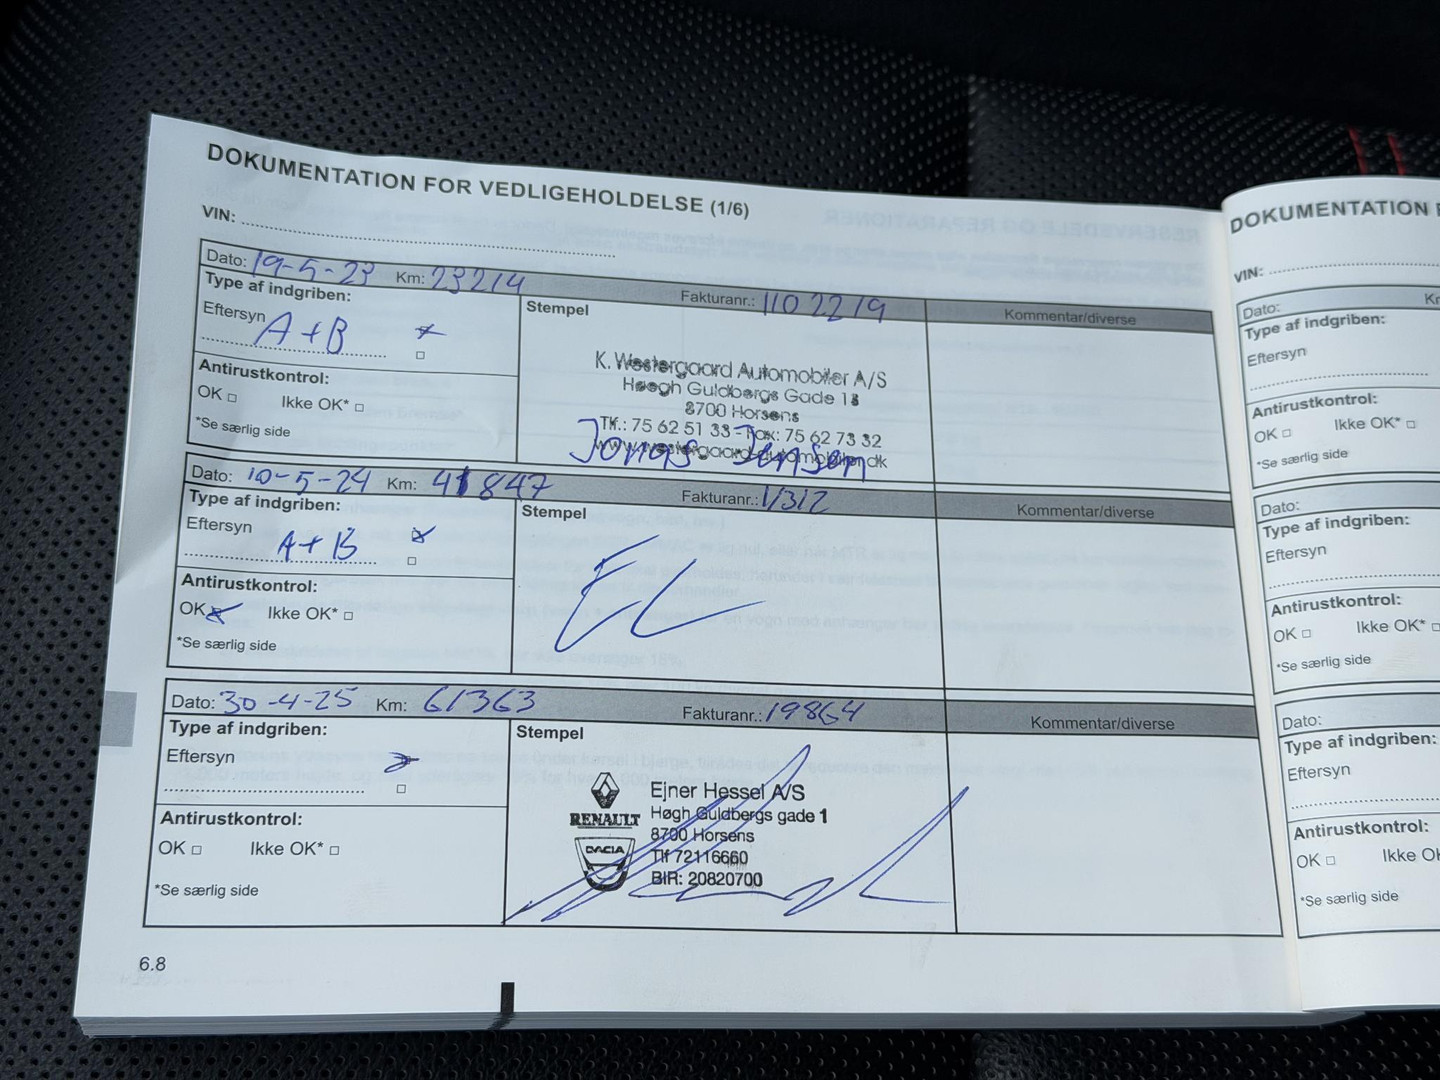 DOKUMENTATION FOR VEDLIGEHOLDELSE (1/6)
VIN:
Dato: 19-5-23 Km: 23214 Fakturanr.: 1102219 Kommentar/diverse
Type af indgriben:
Eftersyn A+B
Antirustkontrol:
OK □ Ikke OK* □
*Se særlig side
Stempel
K. Westergaard Automobiler A/S
Høegh Guldbergs Gade 1
8700 Horsens
Tlf.: 75 62 51 33 - Fax: 75 62 73 32
www.westergaard-automobiler.dk
Jonas Jensen
Dato: 10-5-24 Km: 41847 Fakturanr.: Kommentar/diverse
Type af indgriben:
Eftersyn A+B
Antirustkontrol:
OK Ikke OK* □
*Se særlig side
Stempel
Dato: 30-4-25 Km: 61363 Fakturanr.: 19864 Kommentar/diverse
Type af indgriben:
Eftersyn
Antirustkontrol:
OK □ Ikke OK* □
*Se særlig side
Stempel
RENAULT
DACIA
Ejner Hessel A/S
Høgh Guldbergs gade 1
8700 Horsens
Tlf 72116660
BIR: 20820700
6.8
DOKUMENTATION
VIN:
Dato:
Type af indgriben:
Eftersyn
Antirustkontrol:
OK □ Ikke OK* □
*Se særlig side
Dato:
Type af indgriben:
Eftersyn
Antirustkontrol:
OK □ Ikke OK* □
*Se særlig side
Dato:
Type af indgriben:
Eftersyn
Antirustkontrol:
OK □ Ikke
*Se særlig side